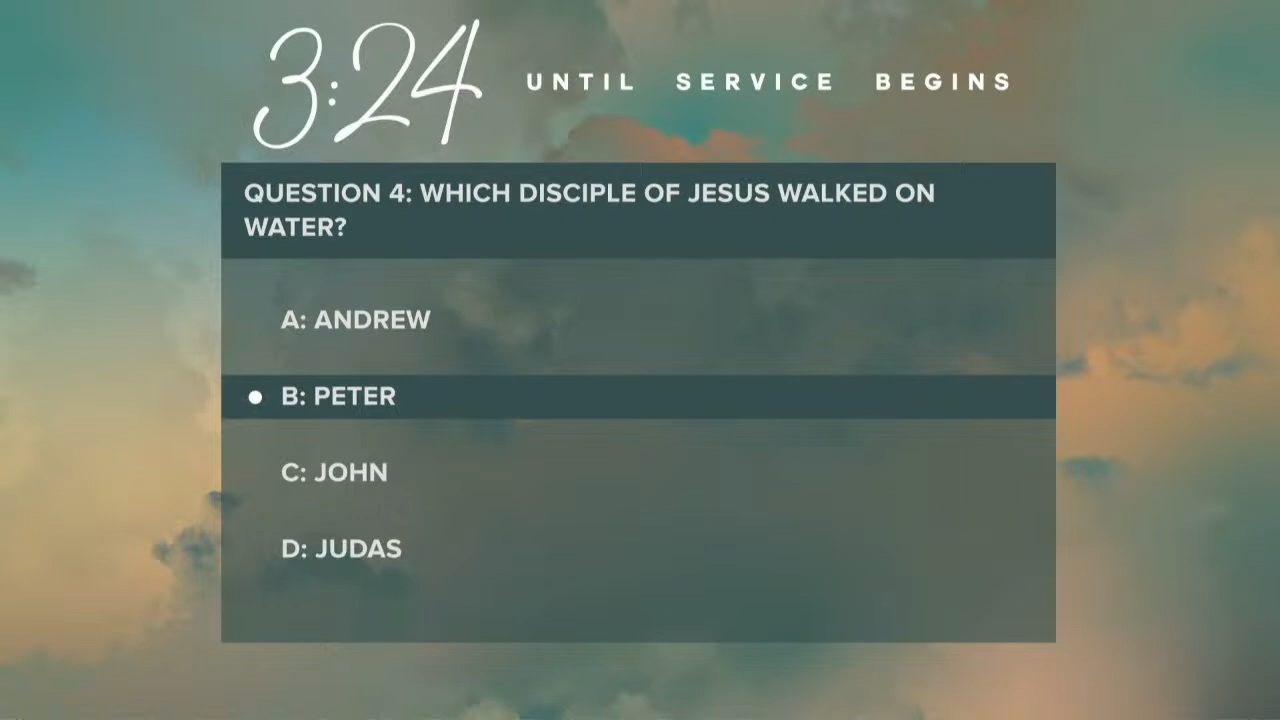 3:24 UNTIL SERVICE BEGINS
QUESTION 4: WHICH DISCIPLE OF JESUS WALKED ON
WATER?
A: ANDREW
B: PETER
C: JOHN
D: JUDAS